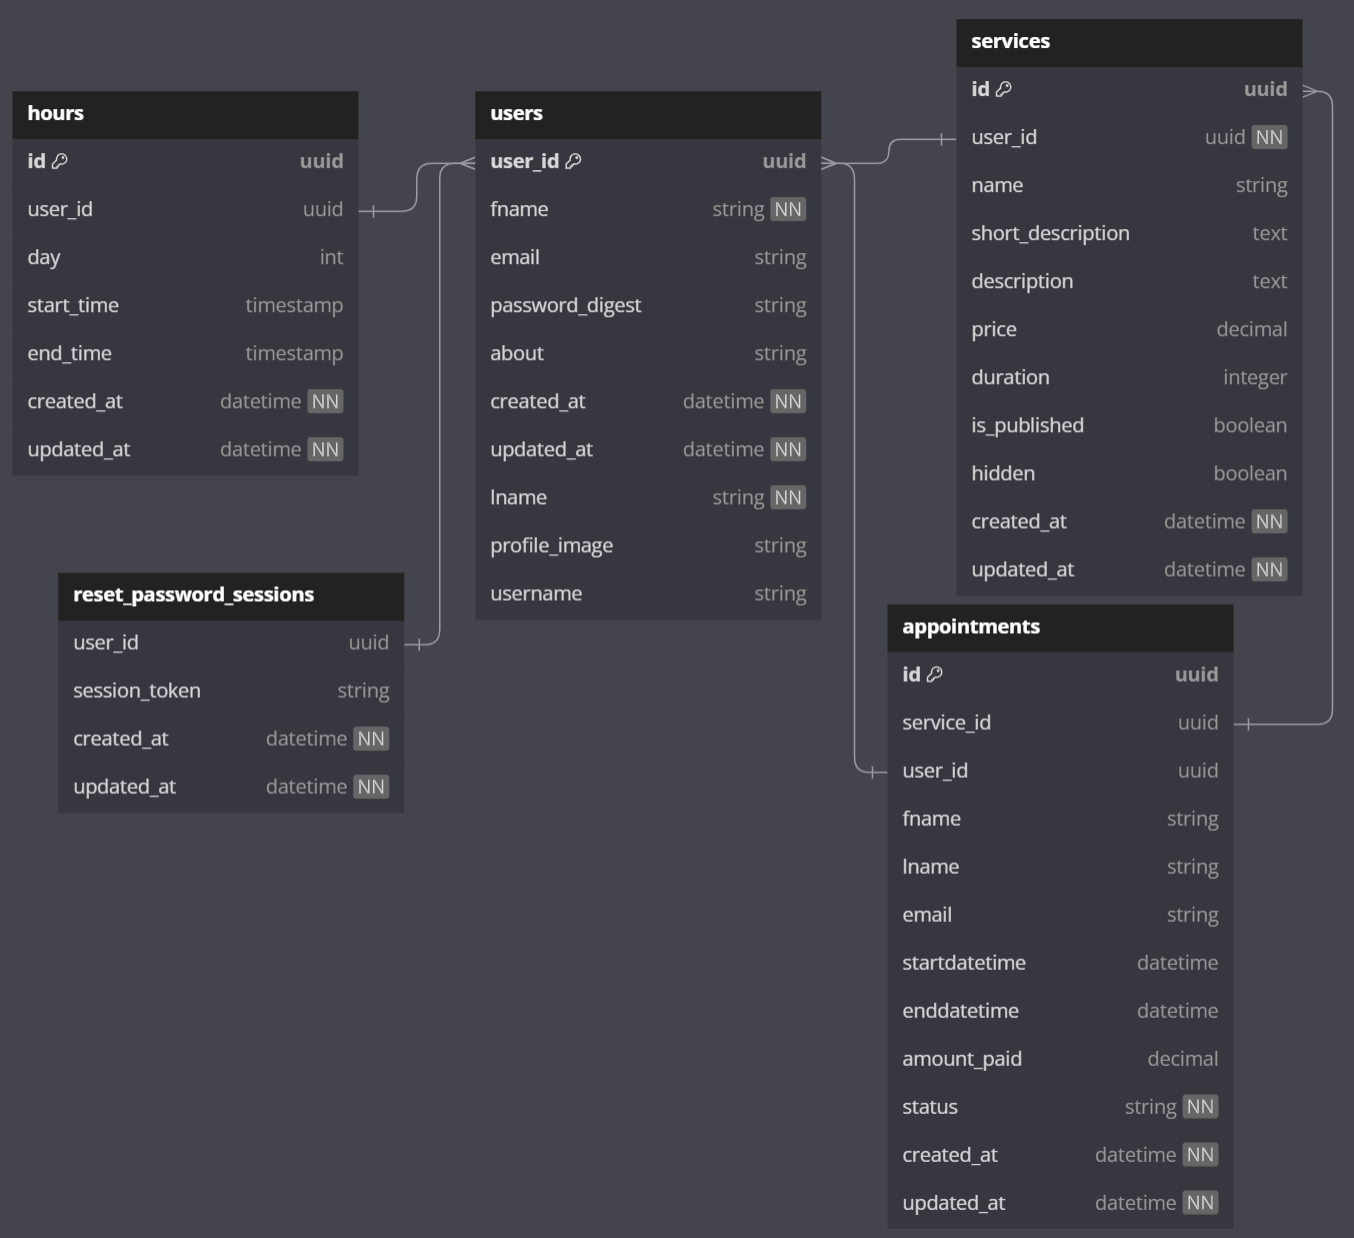 hours
id uuid
user_id uuid
day int
start_time timestamp
end_time timestamp
created_at datetime NN
updated_at datetime NN
reset_password_sessions
user_id uuid
session_token string
created_at datetime NN
updated_at datetime NN
users
user_id uuid
fname string NN
email string
password_digest string
about string
created_at datetime NN
updated_at datetime NN
lname string NN
profile_image string
username string
services
id uuid
user_id uuid NN
name string
short_description text
description text
price decimal
duration integer
is_published boolean
hidden boolean
created_at datetime NN
updated_at datetime NN
appointments
id uuid
service_id uuid
user_id uuid
fname string
lname string
email string
startdatetime datetime
enddatetime datetime
amount_paid decimal
status string NN
created_at datetime NN
updated_at datetime NN